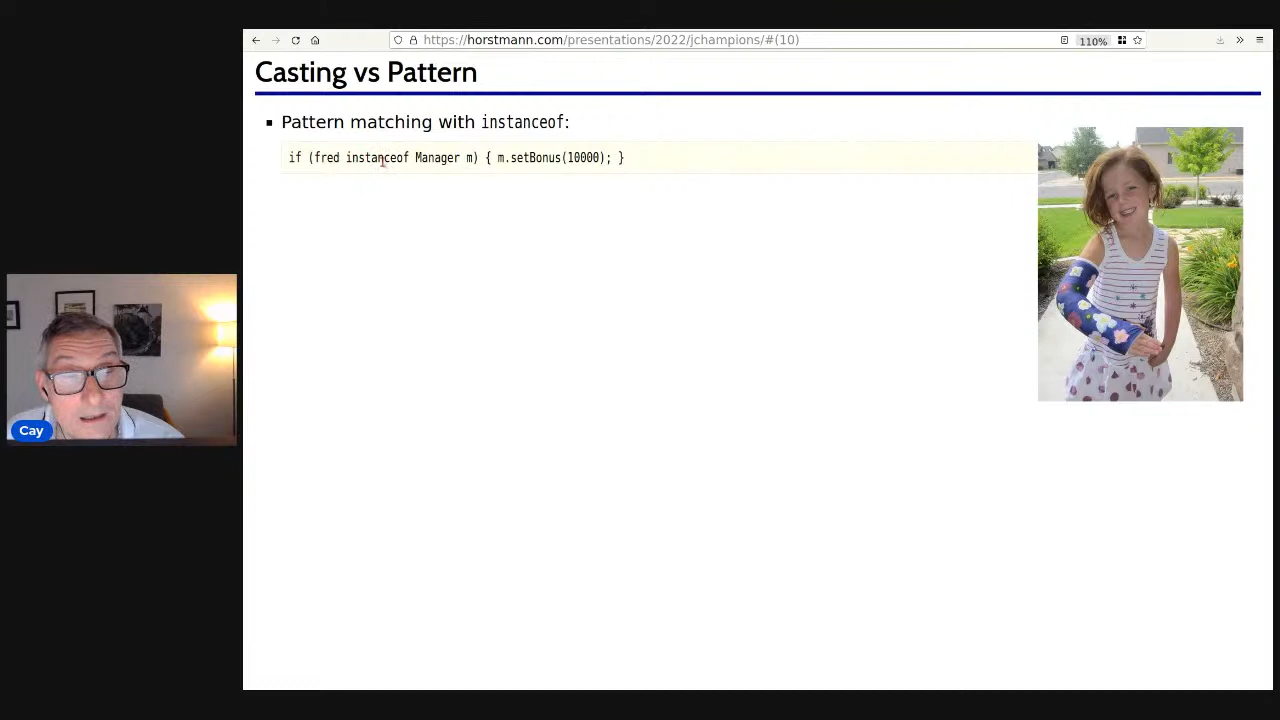 https://horstmann.com/presentations/2022/jchampions/#(10)
110%
Casting vs Pattern
Pattern matching with instanceof:
if (fred instanceof Manager m) { m.setBonus(10000); }
Cay